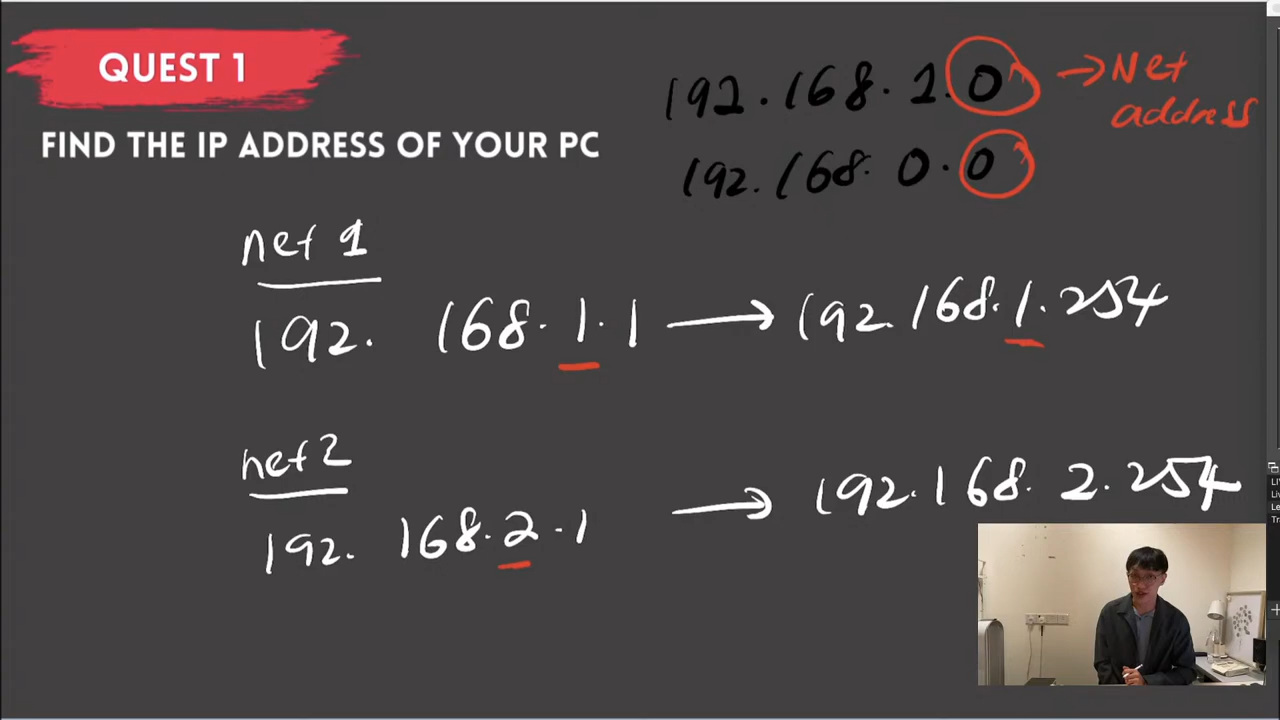 QUEST 1
FIND THE IP ADDRESS OF YOUR PC
192.168.1.0 → Net address
192.168.0.0
net 1
192.168.1.1 → 192.168.1.254
net 2
192.168.2.1 → 192.168.2.254